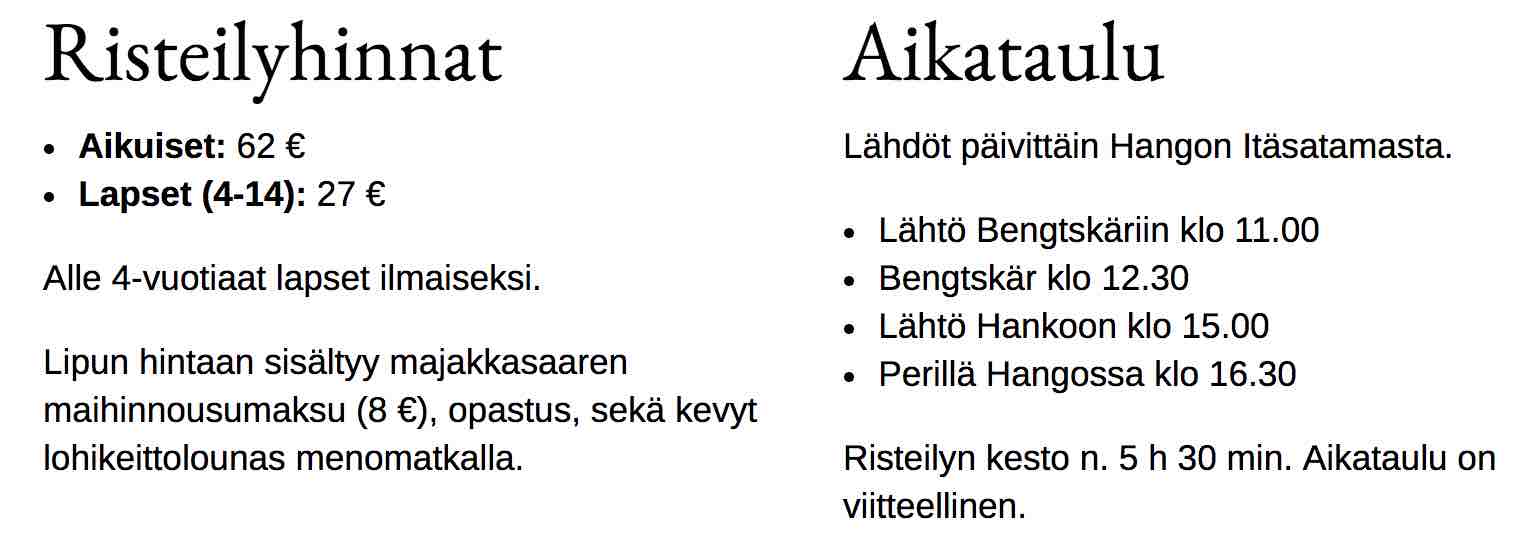 Risteilyhinnat
• Aikuiset: 62 €
• Lapset (4-14): 27 €
Alle 4-vuotiaat lapset ilmaiseksi.
Lipun hintaan sisältyy majakkasaaren
maihinnousumaksu (8 €), opastus, sekä kevyt
lohikeittolounas menomatkalla.
Aikataulu
Lähdöt päivittäin Hangon Itäsatamasta.
• Lähtö Bengtskäriin klo 11.00
• Bengtskär klo 12.30
• Lähtö Hankoon klo 15.00
• Perillä Hangossa klo 16.30
Risteilyn kesto n. 5 h 30 min. Aikataulu on
viitteellinen.